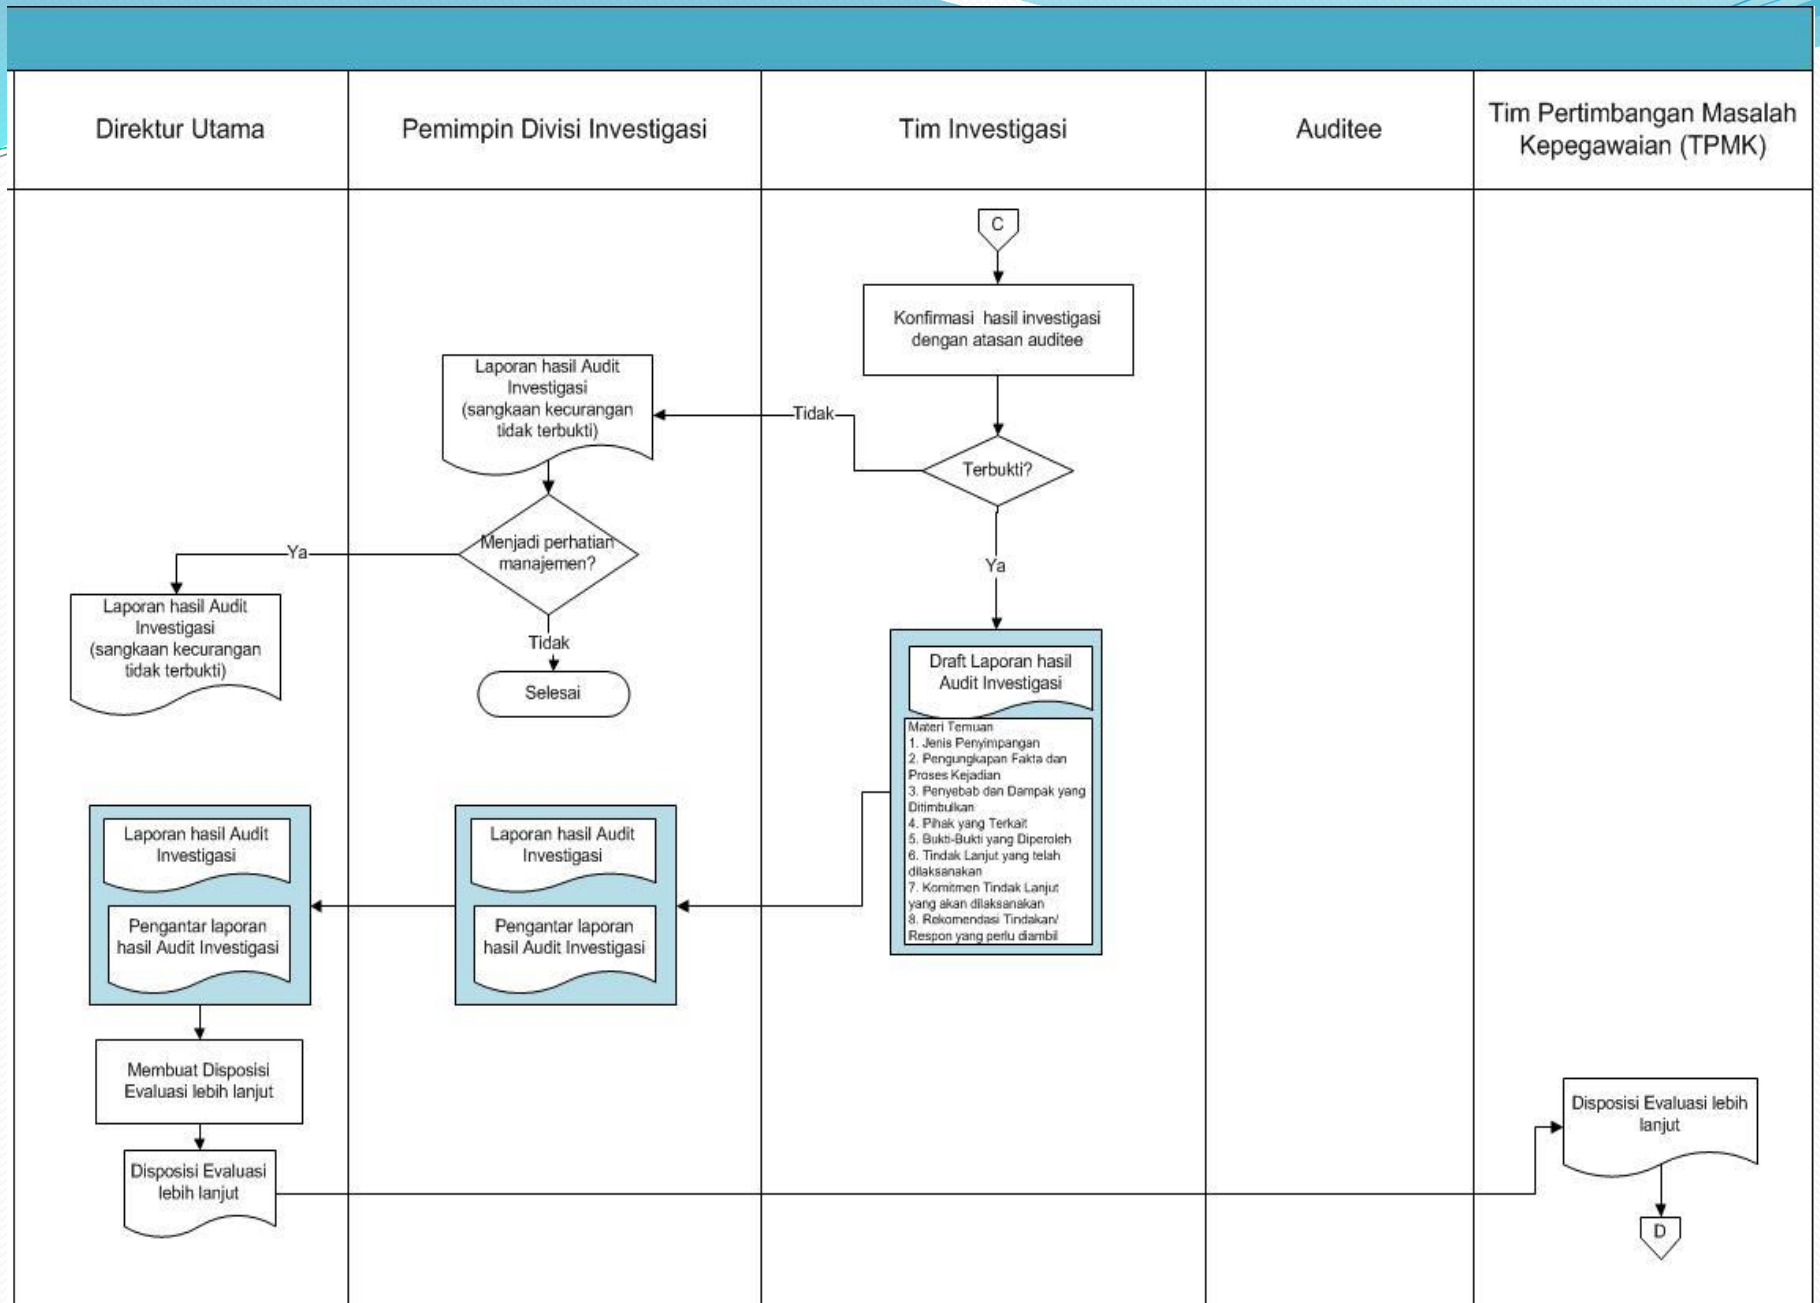 Direktur Utama
Pemimpin Divisi Investigasi
Tim Investigasi
Auditee
Tim Pertimbangan Masalah
Kepegawaian (TPMK)
C
Konfirmasi hasil investigasi
dengan atasan auditee
Laporan hasil Audit
Investigasi
(sangkaan kecurangan
tidak terbukti)
Tidak
Terbukti?
Menjadi perhatian
manajemen?
Ya
Ya
Laporan hasil Audit
Investigasi
(sangkaan kecurangan
tidak terbukti)
Tidak
Selesai
Draft Laporan hasil
Audit Investigasi
Materi Temuan
1. Jenis Penyimpangan
2. Pengungkapan Fakta dan
Proses Kejadian
3. Penyebab dan Dampak yang
Ditimbulkan
4. Pihak yang Terkait
5. Bukti-Bukti yang Diperoleh
6. Tindak Lanjut yang telah
dilaksanakan
7. Komitmen Tindak Lanjut
yang akan dilaksanakan
8. Rekomendasi Tindakan/
Respon yang perlu diambil
Laporan hasil Audit
Investigasi
Pengantar laporan
hasil Audit Investigasi
Laporan hasil Audit
Investigasi
Pengantar laporan
hasil Audit Investigasi
Membuat Disposisi
Evaluasi lebih lanjut
Disposisi Evaluasi
lebih lanjut
Disposisi Evaluasi lebih
lanjut
D